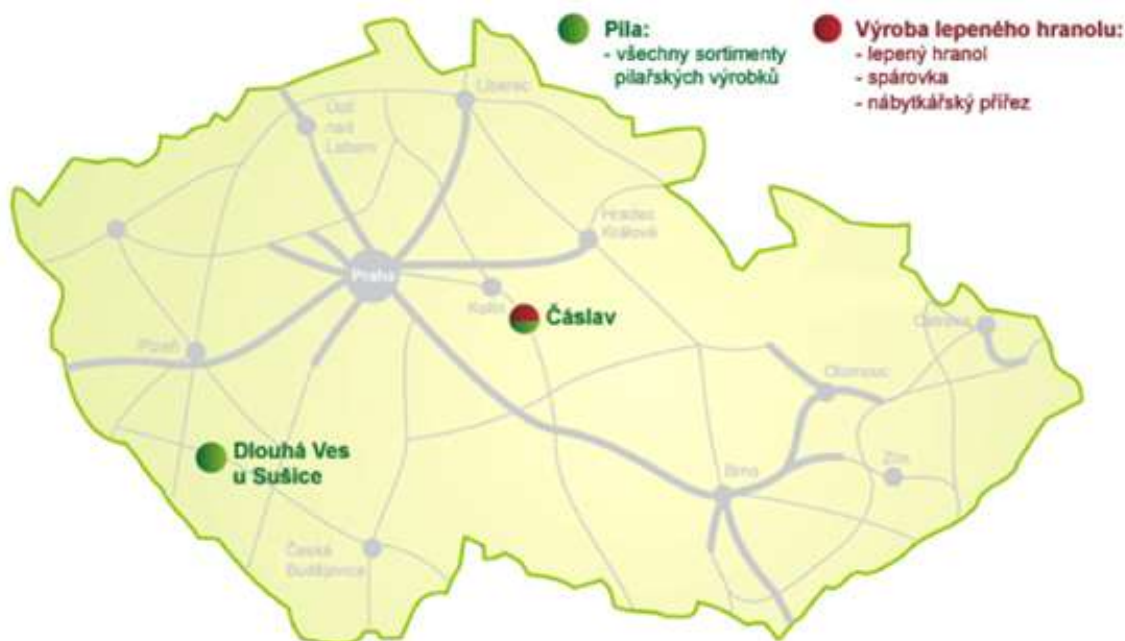 Pila:
- všechny sortimenty
pilařských výrobků
Výroba lepeného hranolu:
- lepený hranol
- spárovka
- nábytkářský přířez
Liberec
Ústí
nad
Labem
Hradec
Králové
Praha
Kolín
Čáslav
Ostrava
Plzeň
Olomouc
Dlouhá Ves
u Sušice
Zlín
Brno
České
Budějovice